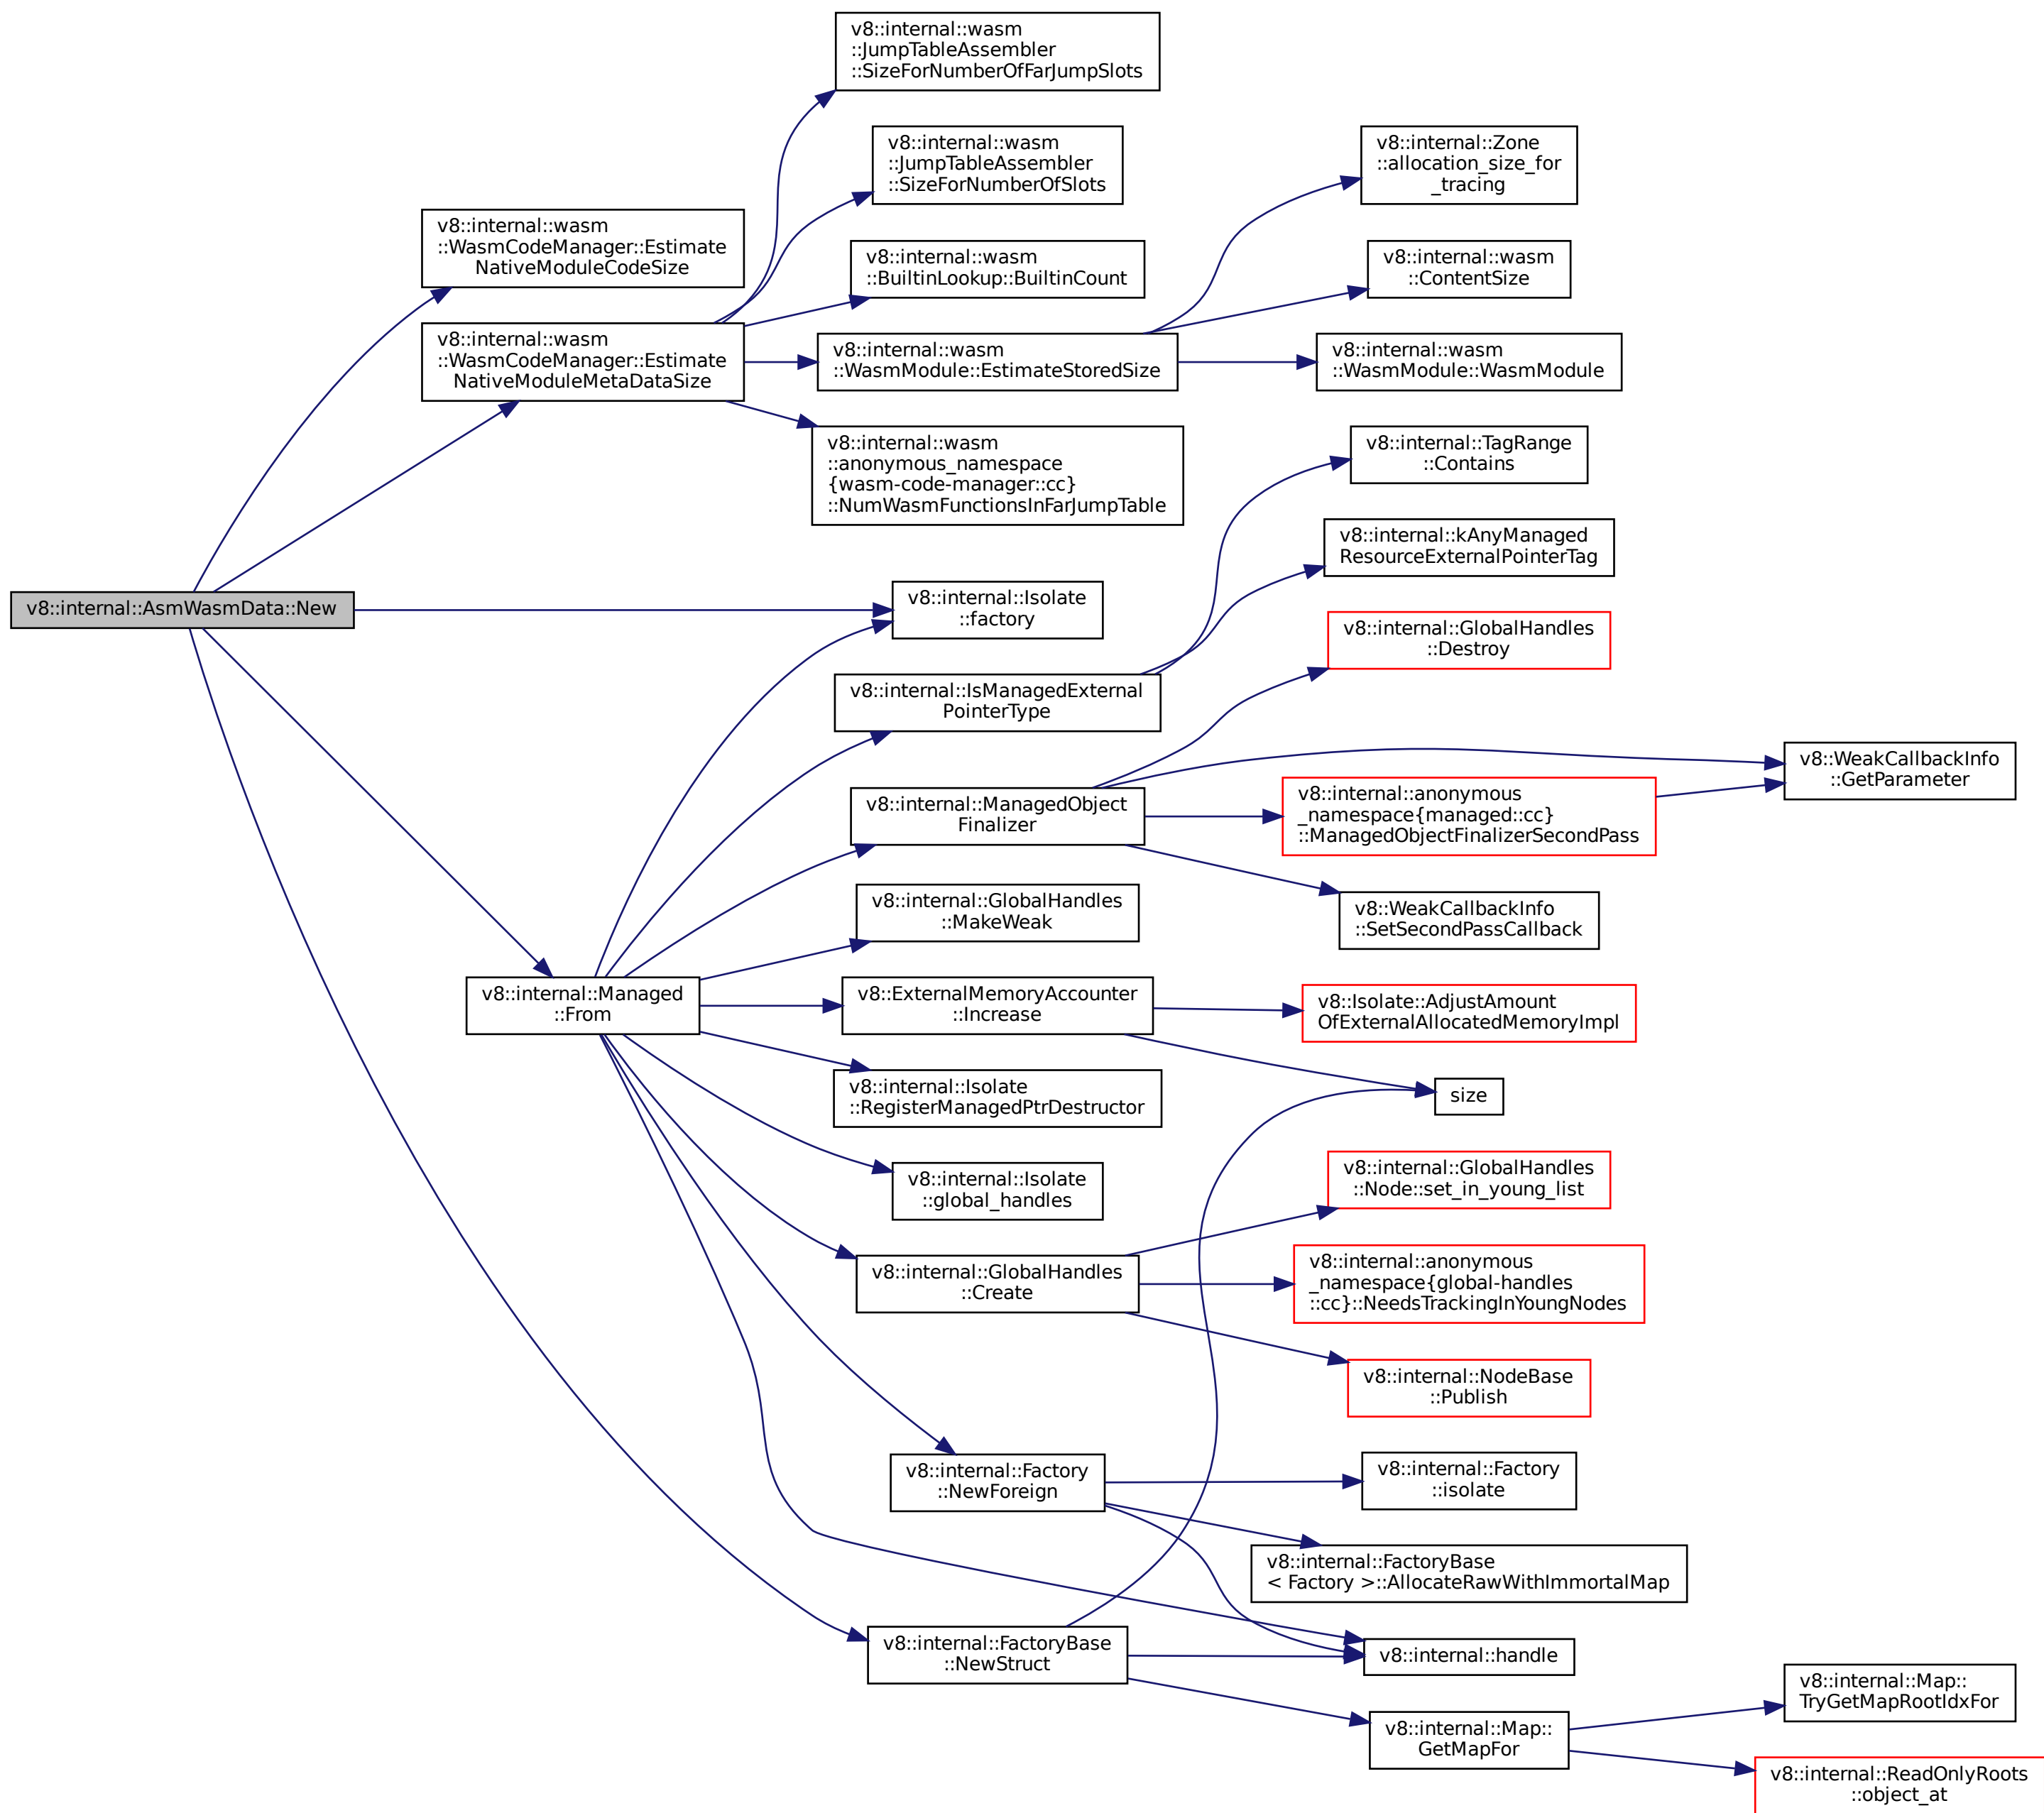 v8::internal::wasm
::JumpTableAssembler
::SizeForNumberOfFarJumpSlots
v8::internal::wasm
::JumpTableAssembler
::SizeForNumberOfSlots
v8::internal::Zone
::allocation_size_for
_tracing
v8::internal::wasm
::WasmCodeManager::Estimate
NativeModuleCodeSize
v8::internal::wasm
::BuiltinLookup::BuiltinCount
v8::internal::wasm
::ContentSize
v8::internal::wasm
::WasmCodeManager::Estimate
NativeModuleMetaDataSize
v8::internal::wasm
::WasmModule::EstimateStoredSize
v8::internal::wasm
::WasmModule::WasmModule
v8::internal::wasm
::anonymous_namespace
{wasm-code-manager::cc}
::NumWasmFunctionsInFarJumpTable
v8::internal::TagRange
::Contains
v8::internal::kAnyManaged
ResourceExternalPointerTag
v8::internal::AsmWasmData::New
v8::internal::Isolate
::factory
v8::internal::GlobalHandles
::Destroy
v8::internal::IsManagedExternal
PointerType
v8::WeakCallbackInfo
::GetParameter
v8::internal::ManagedObject
Finalizer
v8::internal::anonymous
_namespace{managed::cc}
::ManagedObjectFinalizerSecondPass
v8::internal::GlobalHandles
::MakeWeak
v8::WeakCallbackInfo
::SetSecondPassCallback
v8::internal::Managed
::From
v8::ExternalMemoryAccounter
::Increase
v8::Isolate::AdjustAmount
OfExternalAllocatedMemoryImpl
v8::internal::Isolate
::RegisterManagedPtrDestructor
size
v8::internal::Isolate
::global_handles
v8::internal::GlobalHandles
::Node::set_in_young_list
v8::internal::GlobalHandles
::Create
v8::internal::anonymous
_namespace{global-handles
::cc}::NeedsTrackingInYoungNodes
v8::internal::NodeBase
::Publish
v8::internal::Factory
::NewForeign
v8::internal::Factory
::isolate
v8::internal::FactoryBase
< Factory >::AllocateRawWithImmortalMap
v8::internal::FactoryBase
::NewStruct
v8::internal::handle
v8::internal::Map::
TryGetMapRootIdxFor
v8::internal::Map::
GetMapFor
v8::internal::ReadOnlyRoots
::object_at